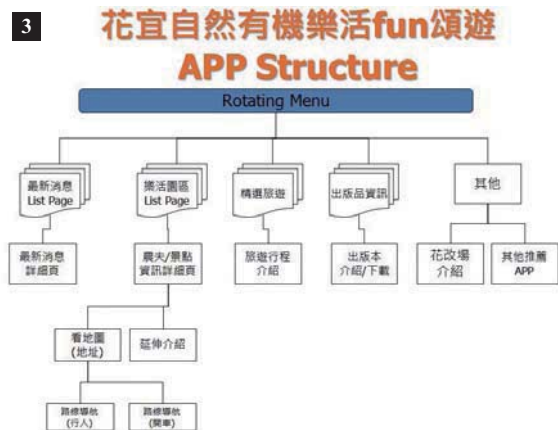 3
花宜自然有機樂活fun頌遊
APP Structure
Rotating Menu
最新消息
List Page
樂活園區
List Page
精選旅遊
出版品資訊
其他
最新消息
詳細頁
農夫/景點
資訊詳細頁
旅遊行程
介紹
出版本
介紹/下載
花改場
介紹
其他推薦
APP
看地圖
(地址)
延伸介紹
路線導航
(行人)
路線導航
(開車)